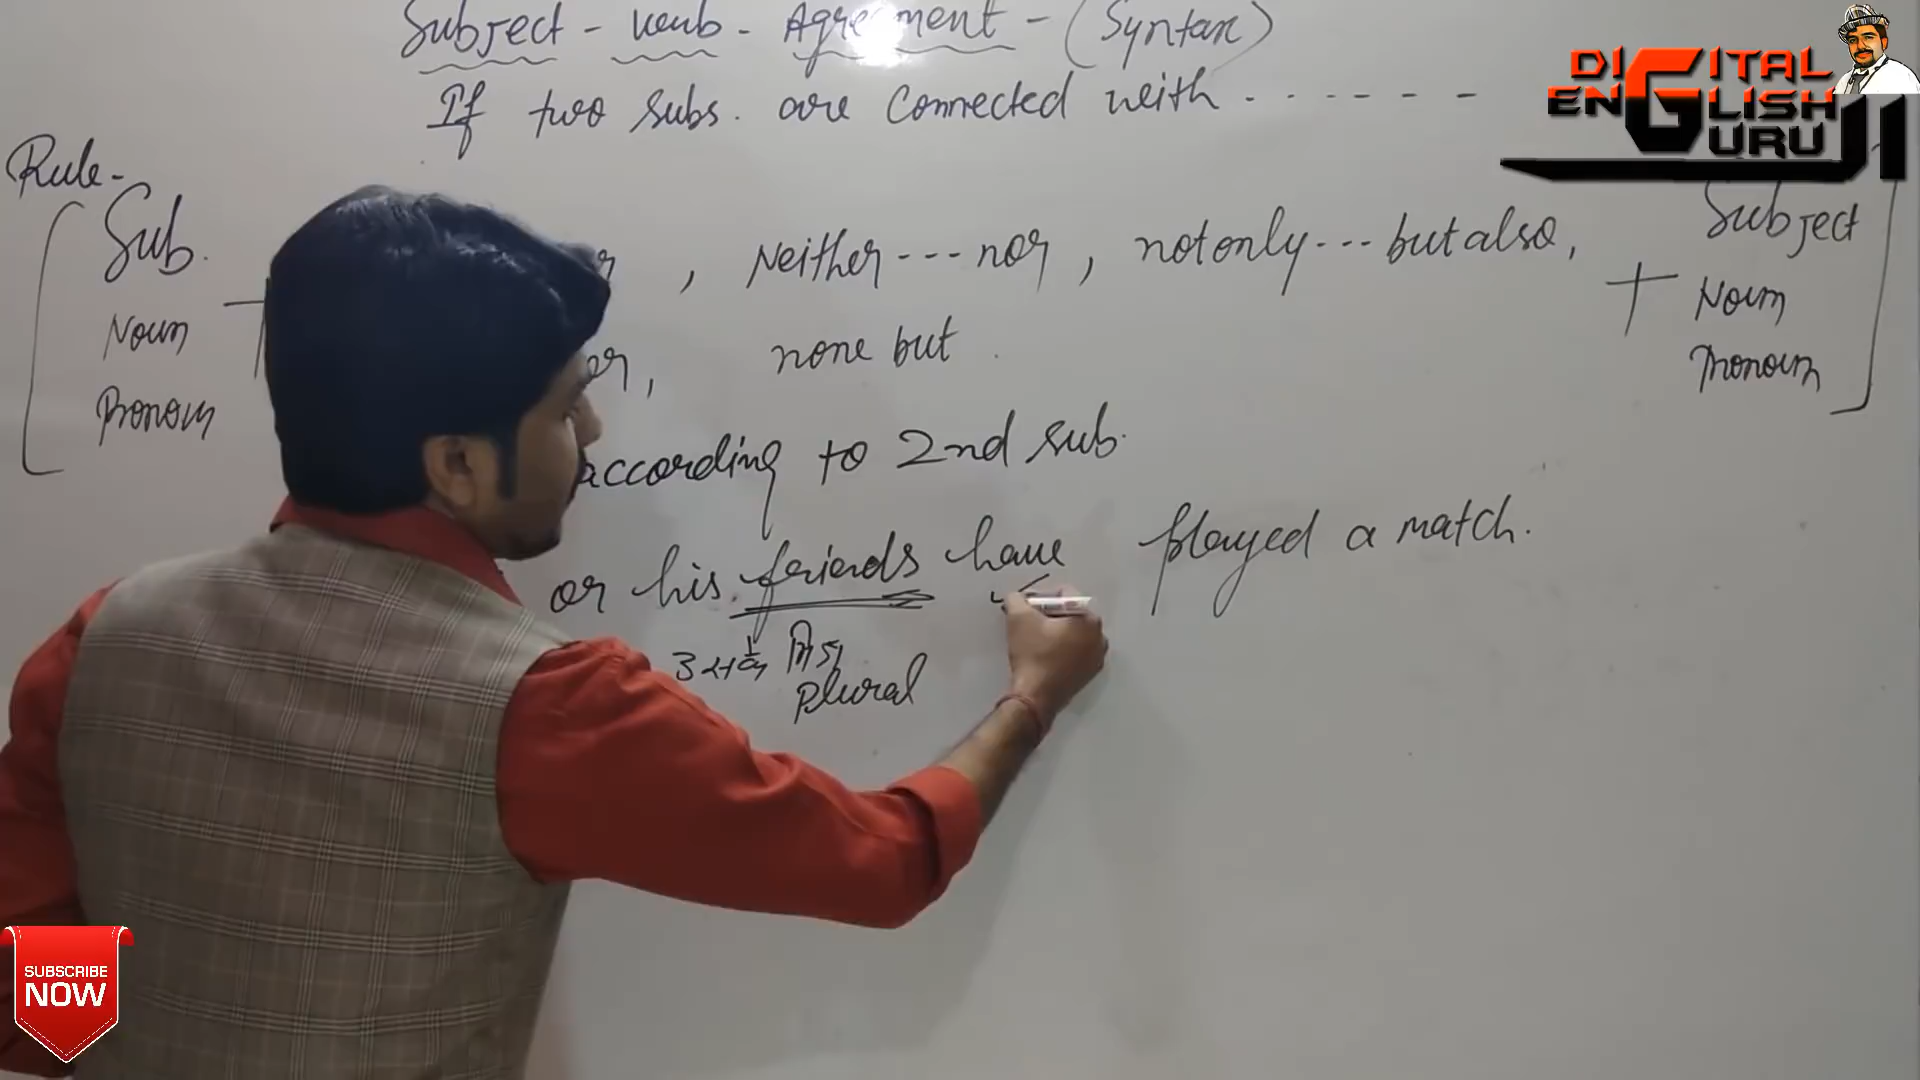 Subject - Verb - Agreement - (Syntax)
If two subs. are connected with - - - - - -
DIGITAL
ENGLISH
GURUJI
Rule-
Sub. , Neither --- nor , not only --- but also , Subject
Noun + + Noun
or, none but . Pronoun
Pronoun
according to 2nd sub.
or his friends have played a match.
plural
SUBSCRIBE
NOW